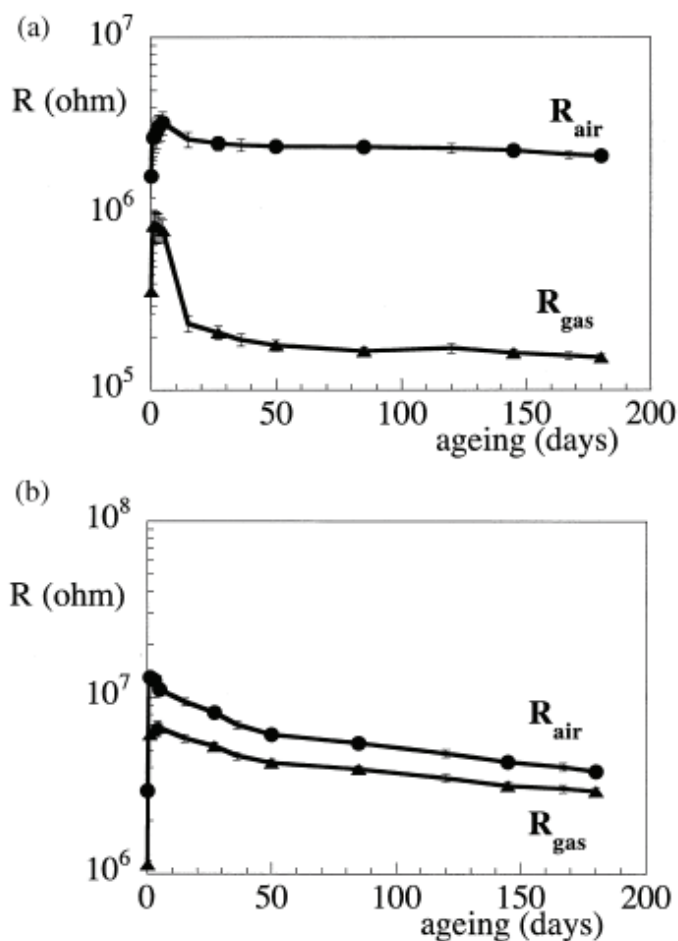 (a)
10^7
R (ohm)
R_air
10^6
R_gas
10^5
0 50 100 150 200
ageing (days)
(b)
10^8
R (ohm)
10^7
R_air
R_gas
10^6
0 50 100 150 200
ageing (days)